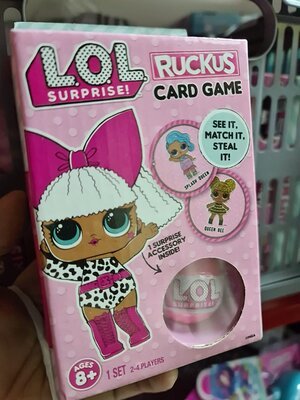 L.O.L.
SURPRISE!
RUCKUS
CARD GAME
SEE IT,
MATCH IT,
STEAL
IT!
SPLASH QUEEN
QUEEN BEE
1 SURPRISE
ACCESSORY
INSIDE!
L.O.L.
SURPRISE!
AGES
8+
1 SET 2-4 PLAYERS